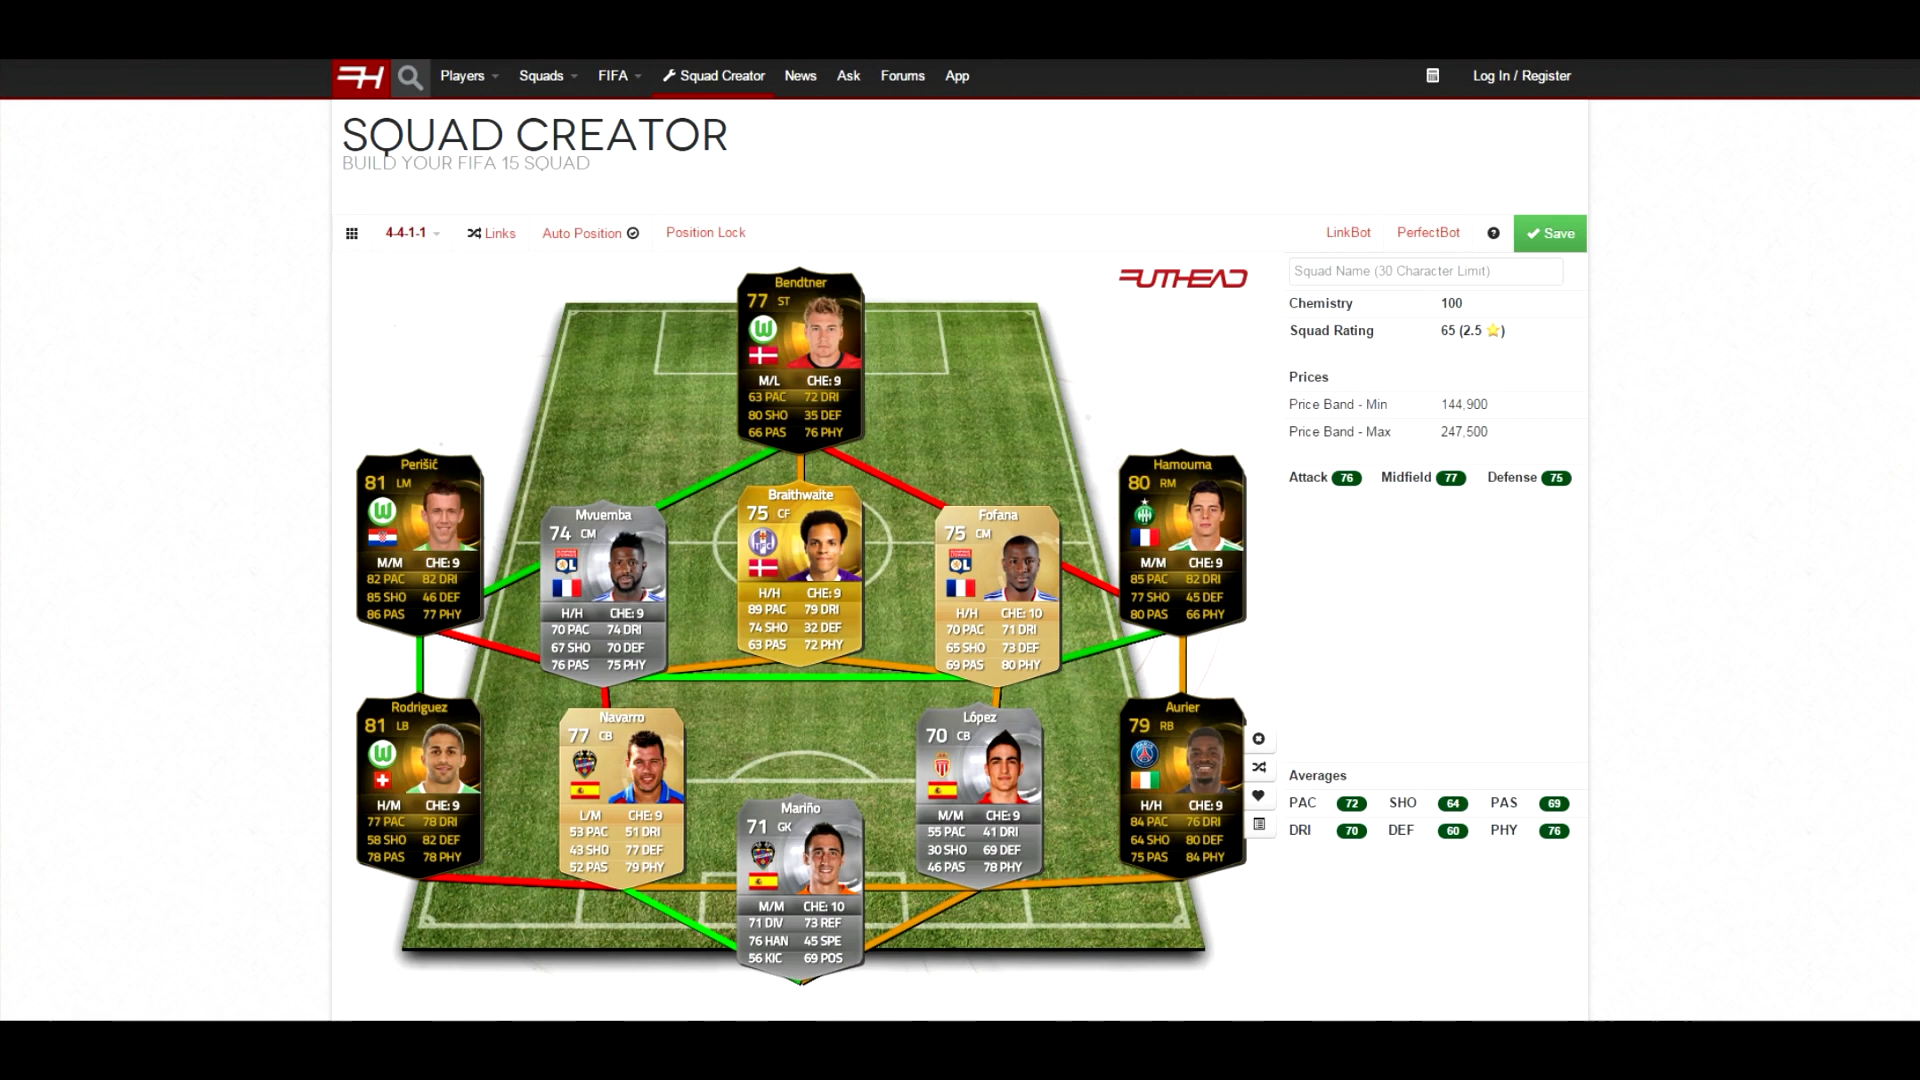 Players
Squads
FIFA
Squad Creator
News
Ask
Forums
App
Log In / Register
SQUAD CREATOR
BUILD YOUR FIFA 15 SQUAD
4-4-1-1
Links
Auto Position
Position Lock
LinkBot
PerfectBot
Save
FUTHEAD
Squad Name (30 Character Limit)
Chemistry 100
Squad Rating 65 (2.5 )
Prices
Price Band - Min 144,900
Price Band - Max 247,500
Attack 76 Midfield 77 Defense 75
Bendtner
77 ST
M/L CHE: 9
63 PAC 72 DRI
80 SHO 35 DEF
66 PAS 76 PHY
Perišić
81 LM
M/M CHE: 9
82 PAC 82 DRI
85 SHO 46 DEF
86 PAS 77 PHY
Mvuemba
74 CM
H/H CHE: 9
70 PAC 74 DRI
67 SHO 70 DEF
76 PAS 75 PHY
Braithwaite
75 CF
H/H CHE: 9
89 PAC 79 DRI
74 SHO 32 DEF
63 PAS 72 PHY
Fofana
75 CM
H/H CHE: 10
70 PAC 71 DRI
65 SHO 73 DEF
69 PAS 80 PHY
Hamouma
80 RM
M/M CHE: 9
85 PAC 82 DRI
77 SHO 45 DEF
80 PAS 66 PHY
Rodriguez
81 LB
H/M CHE: 9
77 PAC 78 DRI
58 SHO 82 DEF
78 PAS 78 PHY
Navarro
77 CB
L/M CHE: 9
53 PAC 51 DRI
43 SHO 77 DEF
52 PAS 79 PHY
Mariño
71 GK
M/M CHE: 10
71 DIV 73 REF
76 HAN 45 SPE
56 KIC 69 POS
López
70 CB
M/M CHE: 9
55 PAC 41 DRI
30 SHO 69 DEF
46 PAS 78 PHY
Aurier
79 RB
H/H CHE: 9
84 PAC 76 DRI
64 SHO 80 DEF
75 PAS 84 PHY
Averages
PAC 72 SHO 64 PAS 69
DRI 70 DEF 60 PHY 76